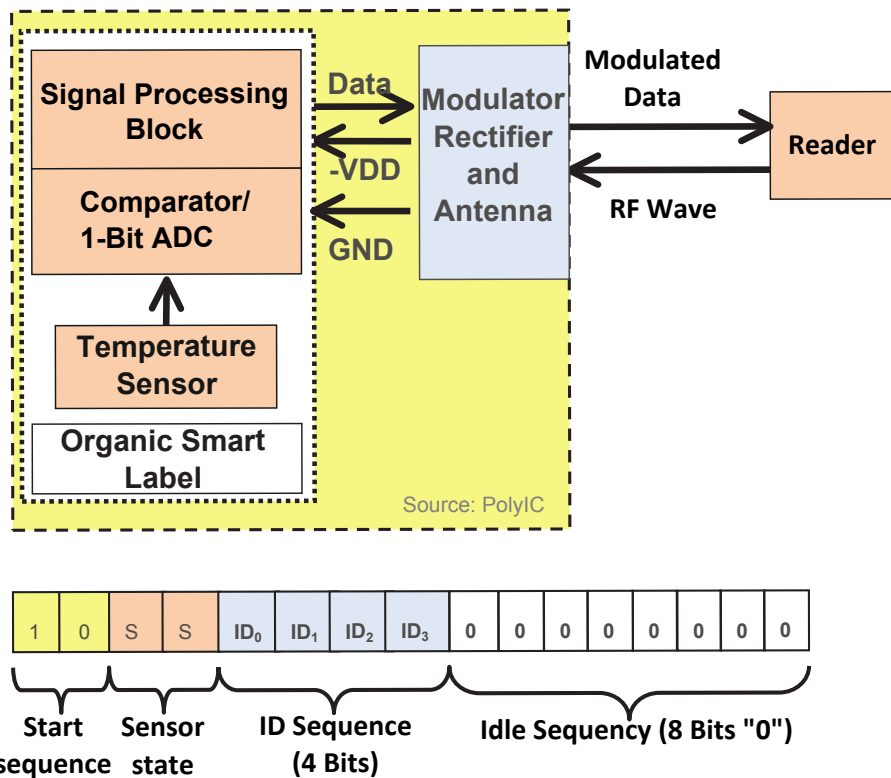 Signal Processing
Block
Comparator/
1-Bit ADC
Temperature
Sensor
Organic Smart
Label
Data
-VDD
GND
Modulator
Rectifier
and
Antenna
Modulated
Data
RF Wave
Reader
Source: PolyIC
1 0 S S ID₀ ID₁ ID₂ ID₃ 0 0 0 0 0 0 0 0
Start
sequence
Sensor
state
ID Sequence
(4 Bits)
Idle Sequency (8 Bits "0")